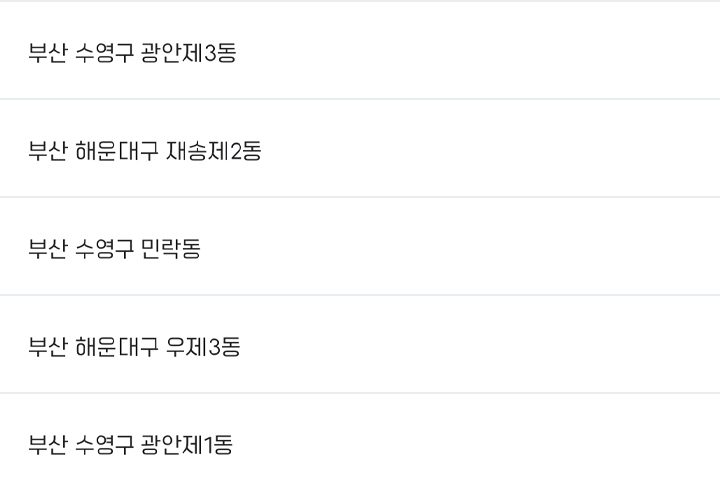 부산 수영구 광안제3동
부산 해운대구 재송제2동
부산 수영구 민락동
부산 해운대구 우제3동
부산 수영구 광안제1동